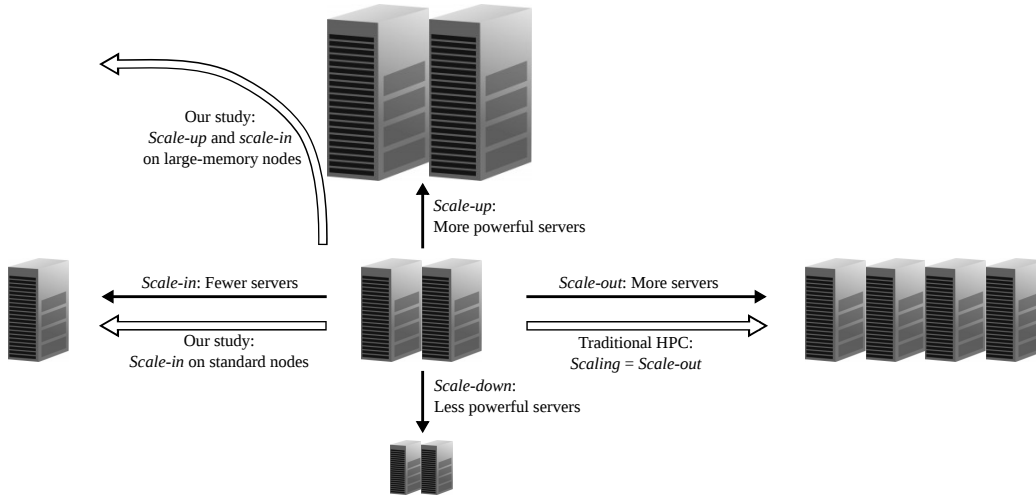 Our study:
Scale-up and scale-in
on large-memory nodes
Scale-up:
More powerful servers
Scale-in: Fewer servers
Scale-out: More servers
Our study:
Scale-in on standard nodes
Traditional HPC:
Scaling = Scale-out
Scale-down:
Less powerful servers